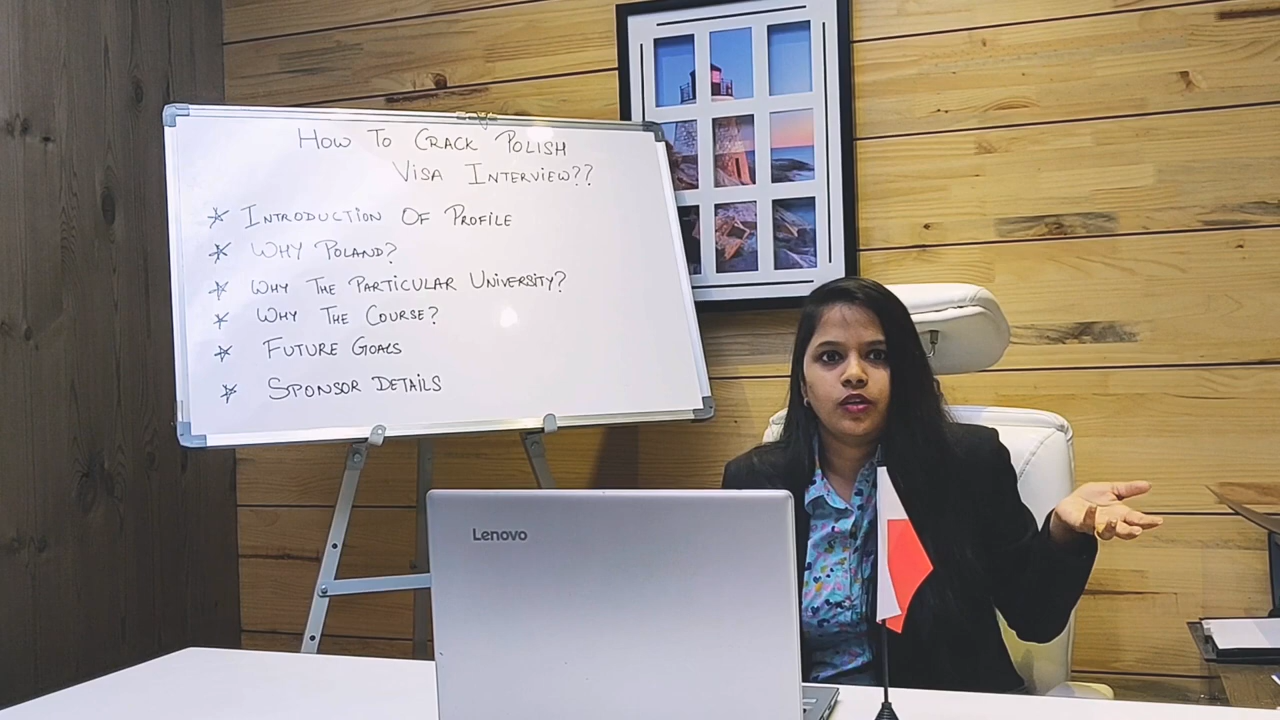 HOW TO CRACK POLISH
VISA INTERVIEW??
INTRODUCTION OF PROFILE
WHY POLAND?
WHY THE PARTICULAR UNIVERSITY?
WHY THE COURSE?
FUTURE GOALS
SPONSOR DETAILS
Lenovo